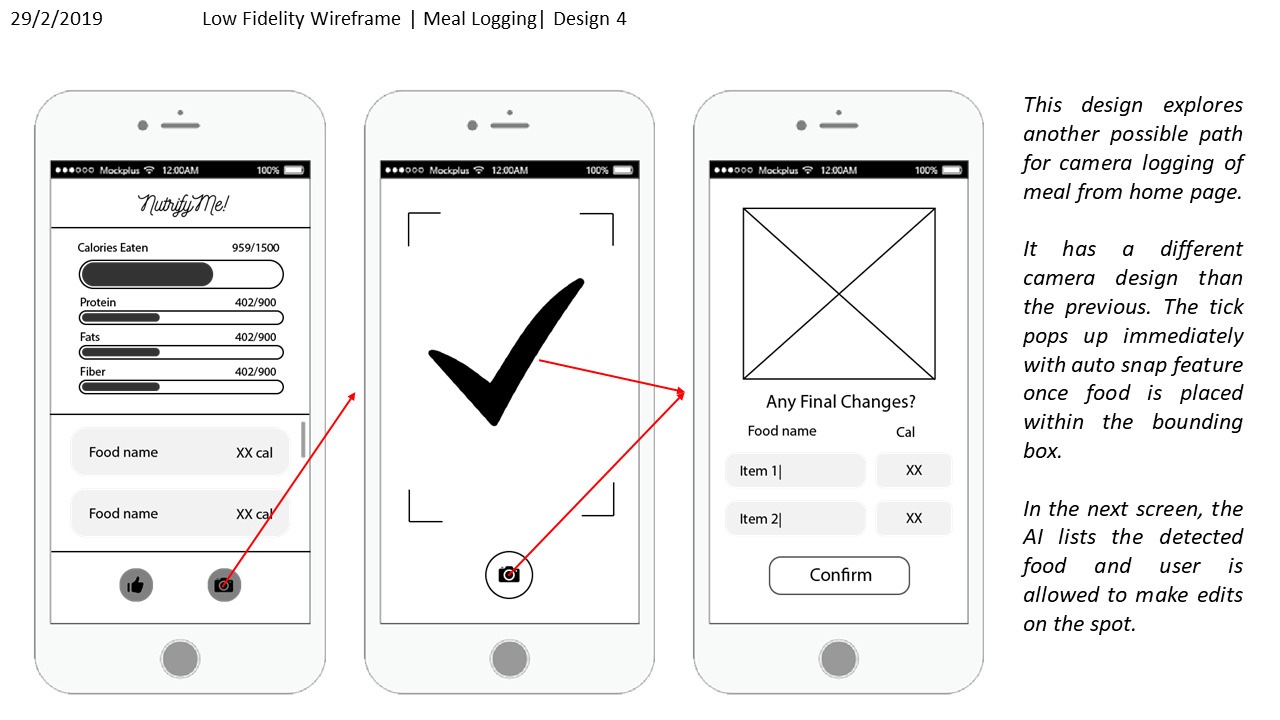 29/2/2019 Low Fidelity Wireframe | Meal Logging| Design 4
Mockplus 12:00AM 100%
NutrifyMe!
Calories Eaten 959/1500
Protein 402/900
Fats 402/900
Fiber 402/900
Food name XX cal
Food name XX cal
Mockplus 12:00AM 100%
Mockplus 12:00AM 100%
Any Final Changes?
Food name Cal
Item 1| XX
Item 2| XX
Confirm
This design explores
another possible path
for camera logging of
meal from home page.
It has a different
camera design than
the previous. The tick
pops up immediately
with auto snap feature
once food is placed
within the bounding
box.
In the next screen, the
AI lists the detected
food and user is
allowed to make edits
on the spot.